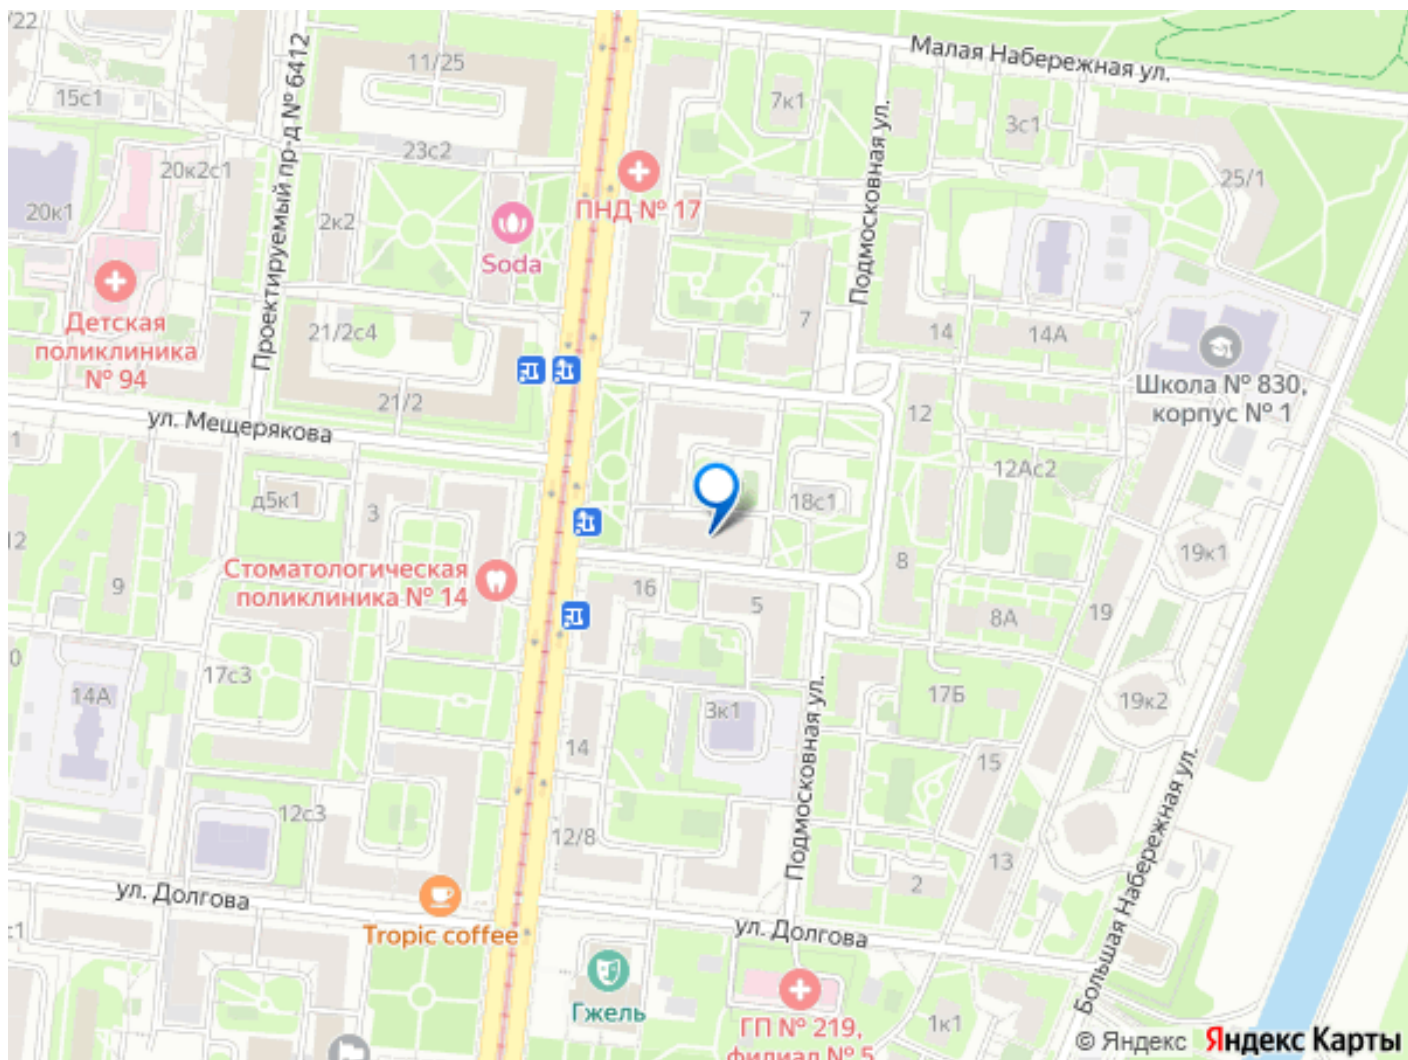 /22
11/25
Малая Набережная ул.
15с1
7к1
3с1
23с2
20к2с1
Проектируемый пр-д № 6412
Подмосковная ул.
25/1
20к1
2к2
ПНД № 17
Soda
Детская
поликлиника
№ 94
21/2с4
7
14
14А
Школа № 830,
корпус № 1
21/2
ул. Мещерякова
12
1
12Ас2
д5к1
3
18с1
12
19к1
Стоматологическая
поликлиника № 14
9
16
5
8
8А
19
0
17с3
14А
3к1
17Б
19к2
14
Подмосковная ул.
15
12с3
12/8
13
2
Большая Набережная ул.
ул. Долгова
Tropic coffee
ул. Долгова
с1
Гжель
ГП № 219,
филиал № 5
1к1
© Яндекс Яндекс Карты